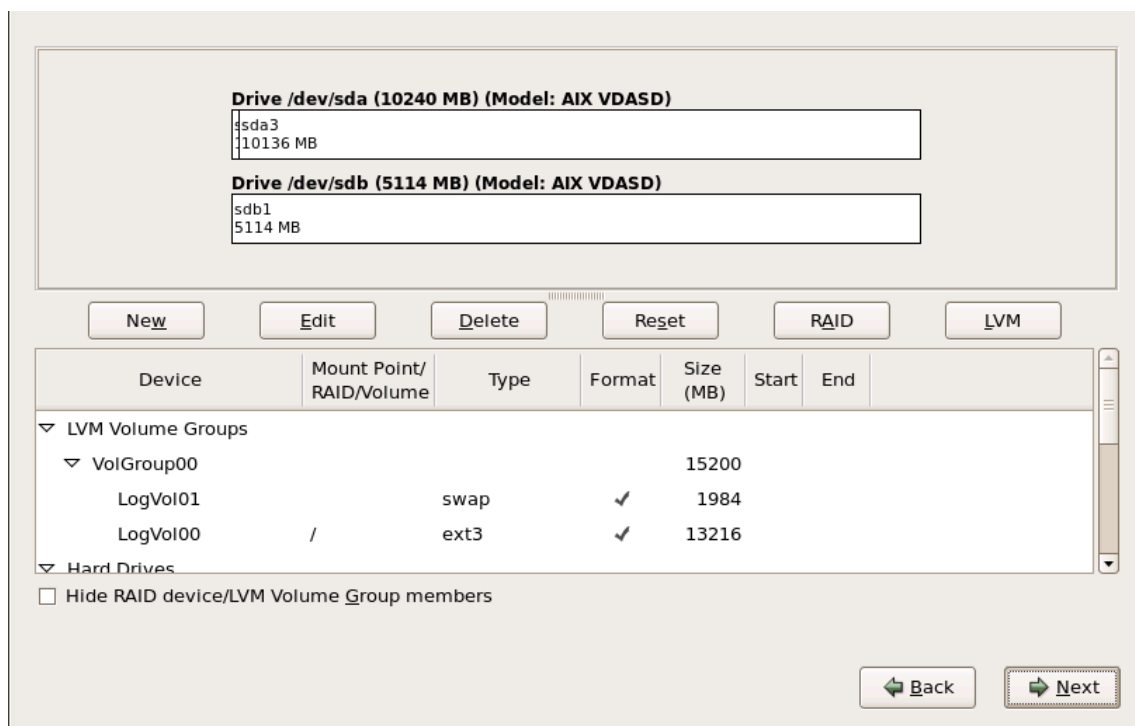 Drive /dev/sda (10240 MB) (Model: AIX VDASD)
sda3
10136 MB
Drive /dev/sdb (5114 MB) (Model: AIX VDASD)
sdb1
5114 MB
New Edit Delete Reset RAID LVM
Device Mount Point/ RAID/Volume Type Format Size (MB) Start End
LVM Volume Groups
VolGroup00 15200
LogVol01 swap 1984
LogVol00 / ext3 13216
Hard Drives
Hide RAID device/LVM Volume Group members
Back Next